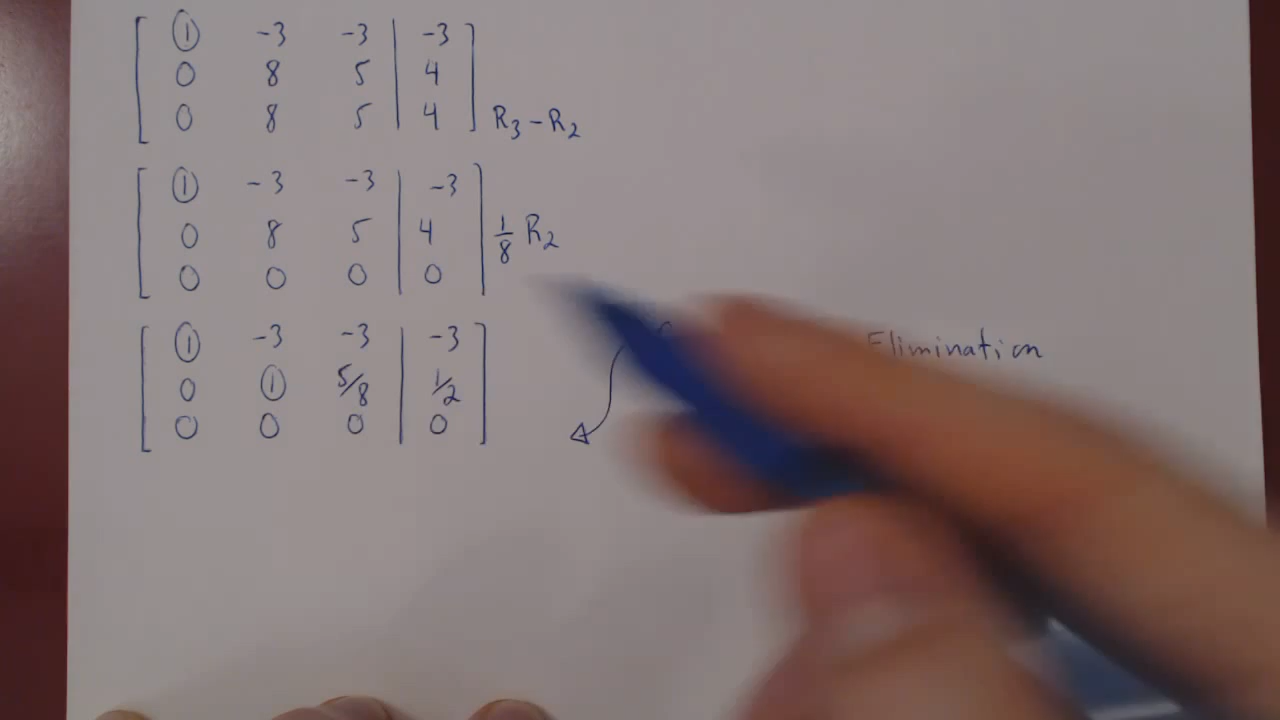 1 -3 -3 | -3
0 8 5 | 4
0 8 5 | 4 R3 - R2
1 -3 -3 | -3
0 8 5 | 4 1/8 R2
0 0 0 | 0
1 -3 -3 | -3
0 1 5/8 | 1/2
0 0 0 | 0
Elimination